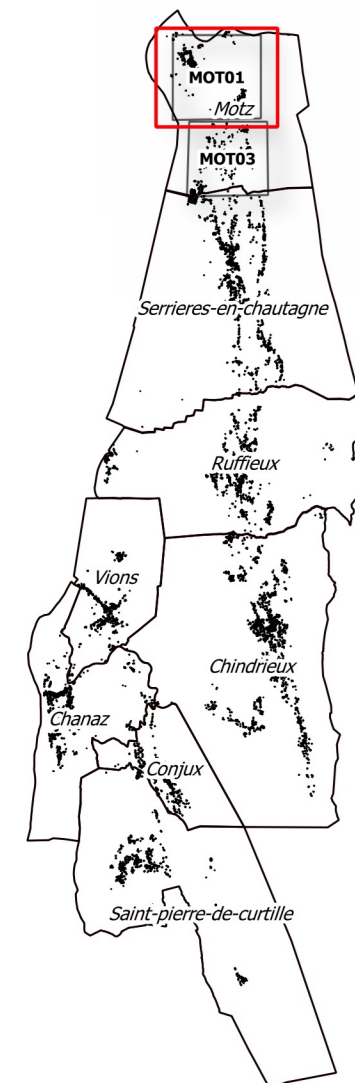 MOT01
Motz
MOT03
Serrieres-en-chautagne
Ruffieux
Vions
Chindrieux
Chanaz
Conjux
Saint-pierre-de-curtille